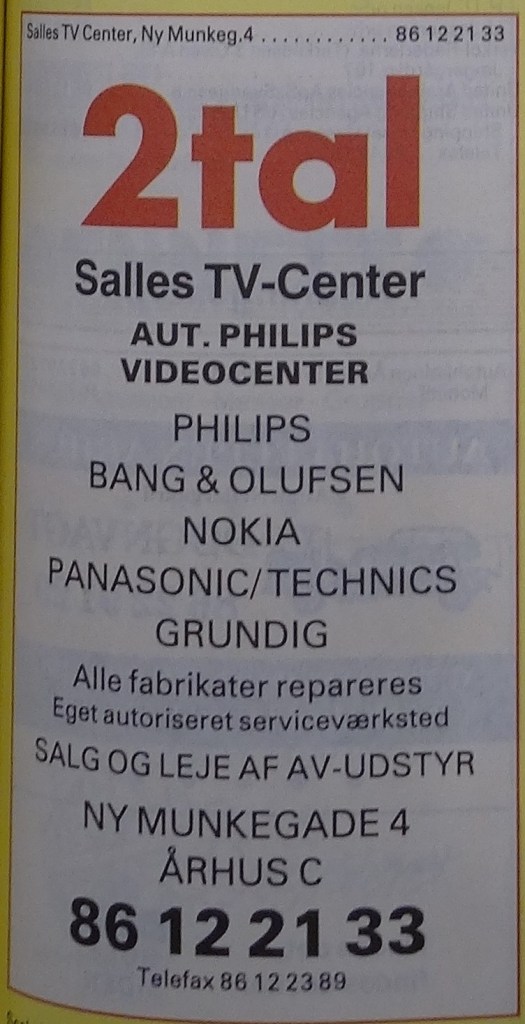 Salles TV Center, Ny Munkeg.4 . . . . . . . . . . . . 86 12 21 33
2tal
Salles TV-Center
AUT. PHILIPS
VIDEOCENTER
PHILIPS
BANG & OLUFSEN
NOKIA
PANASONIC/TECHNICS
GRUNDIG
Alle fabrikater repareres
Eget autoriseret serviceværksted
SALG OG LEJE AF AV-UDSTYR
NY MUNKEGADE 4
ÅRHUS C
86 12 21 33
Telefax 86 12 23 89